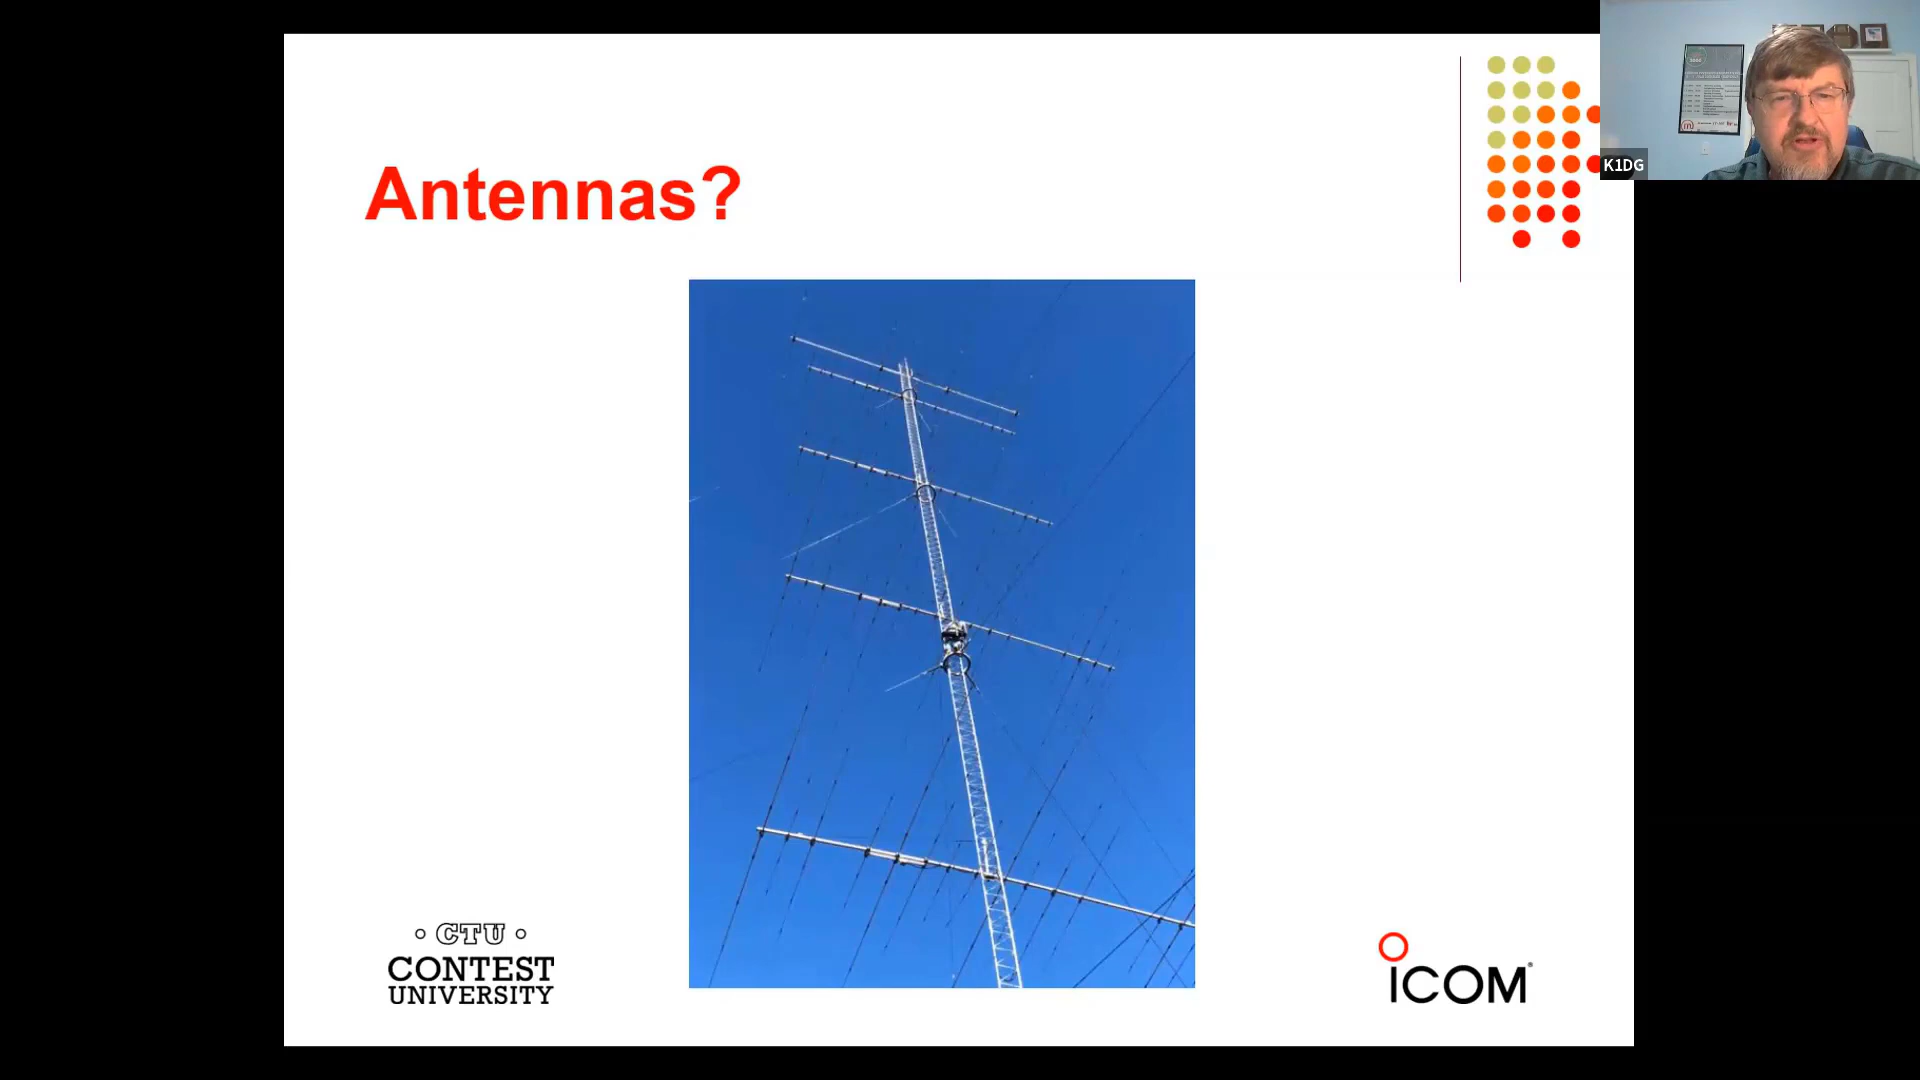 Antennas?
K1DG
CTU
CONTEST
UNIVERSITY
ICOM®